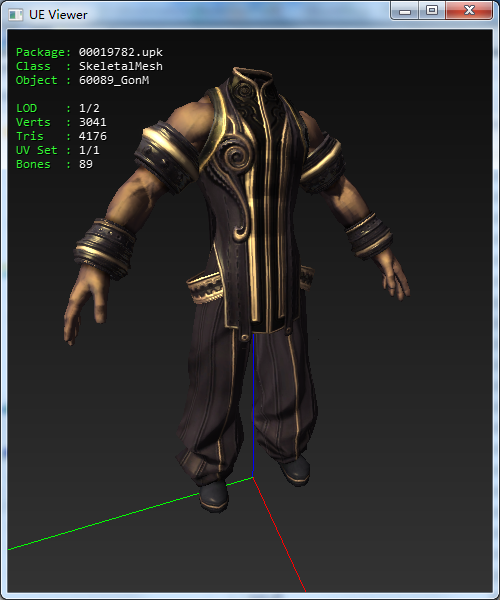 UE Viewer
Package: 00019782.upk
Class : SkeletalMesh
Object : 60089_GonM
LOD : 1/2
Verts : 3041
Tris : 4176
UV Set : 1/1
Bones : 89